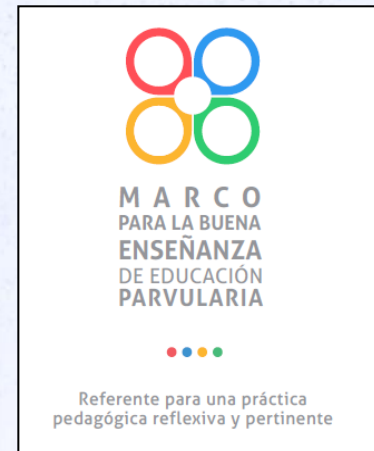 MARCO
PARA LA BUENA
ENSEÑANZA
DE EDUCACIÓN
PARVULARIA
Referente para una práctica
pedagógica reflexiva y pertinente